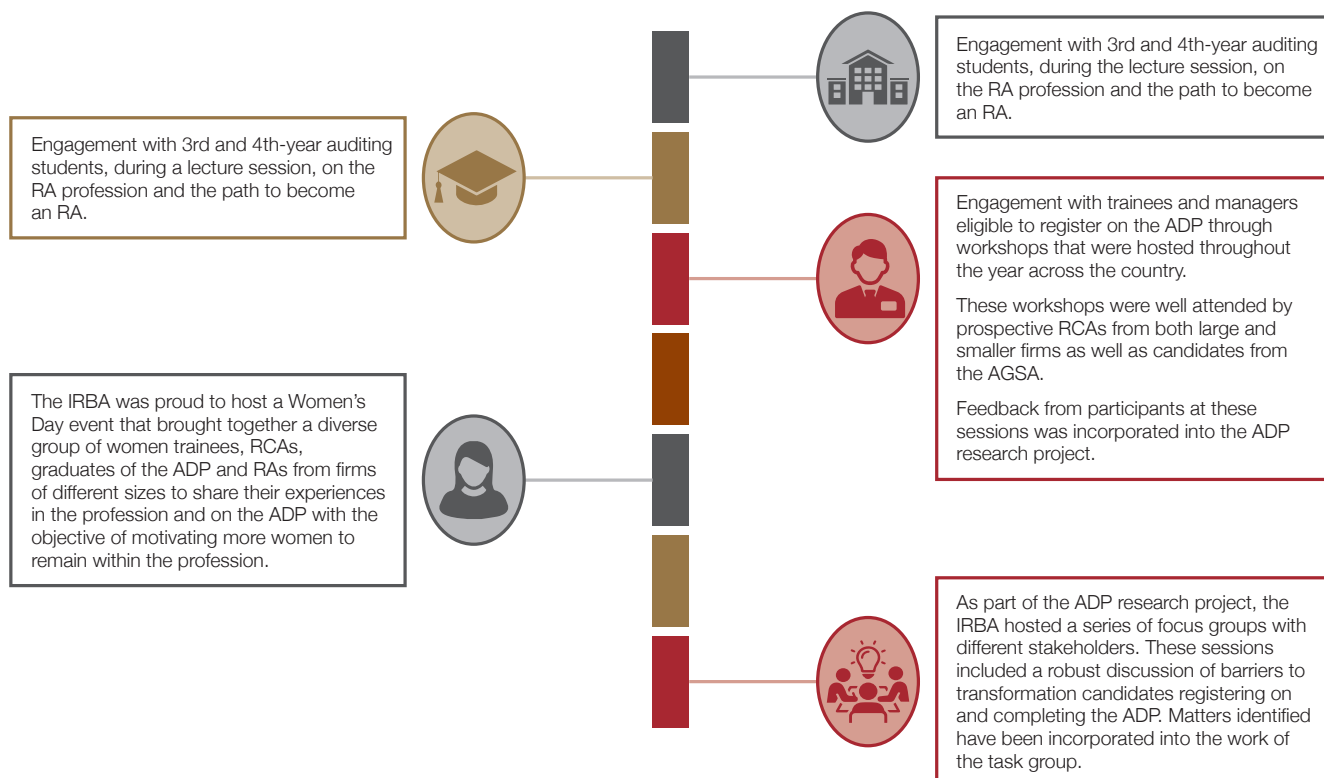 Engagement with 3rd and 4th-year auditing
students, during the lecture session, on
the RA profession and the path to become
an RA.
Engagement with 3rd and 4th-year auditing
students, during a lecture session, on the
RA profession and the path to become
an RA.
Engagement with trainees and managers
eligible to register on the ADP through
workshops that were hosted throughout
the year across the country.
These workshops were well attended by
prospective RCAs from both large and
smaller firms as well as candidates from
the AGSA.
Feedback from participants at these
sessions was incorporated into the ADP
research project.
The IRBA was proud to host a Women's
Day event that brought together a diverse
group of women trainees, RCAs,
graduates of the ADP and RAs from firms
of different sizes to share their experiences
in the profession and on the ADP with the
objective of motivating more women to
remain within the profession.
As part of the ADP research project, the
IRBA hosted a series of focus groups with
different stakeholders. These sessions
included a robust discussion of barriers to
transformation candidates registering on
and completing the ADP. Matters identified
have been incorporated into the work of
the task group.